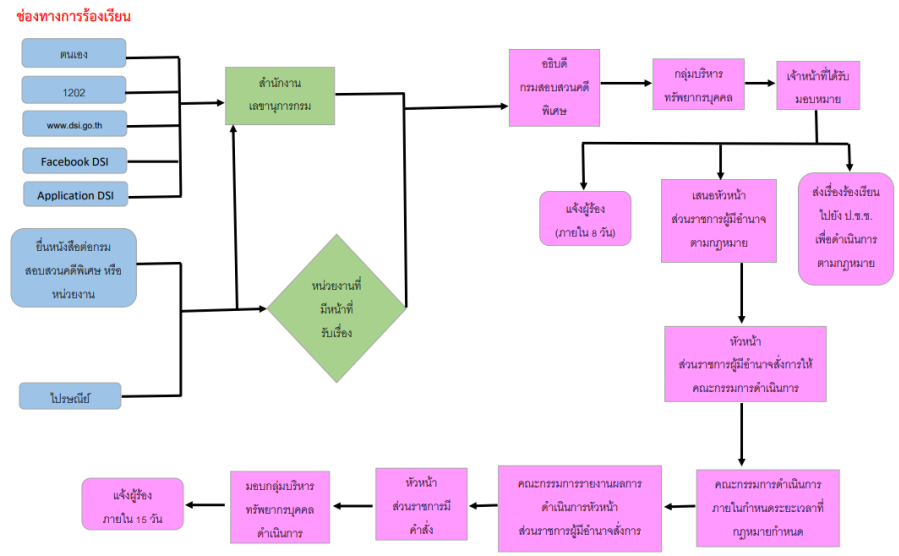 ช่องทางการร้องเรียน
ตนเอง
1202
www.dsi.go.th
Facebook DSI
Application DSI
ยื่นหนังสือต่อกรม
สอบสวนคดีพิเศษ หรือ
หน่วยงาน
ไปรษณีย์
สำนักงาน
เลขานุการกรม
หน่วยงานที่
มีหน้าที่
รับเรื่อง
อธิบดี
กรมสอบสวนคดี
พิเศษ
กลุ่มบริหาร
ทรัพยากรบุคคล
เจ้าหน้าที่ได้รับ
มอบหมาย
แจ้งผู้ร้อง
(ภายใน 8 วัน)
เสนอหัวหน้า
ส่วนราชการผู้มีอำนาจ
ตามกฎหมาย
ส่งเรื่องร้องเรียน
ไปยัง ป.ช.ช.
เพื่อดำเนินการ
ตามกฎหมาย
หัวหน้า
ส่วนราชการผู้มีอำนาจสั่งการให้
คณะกรรมการดำเนินการ
คณะกรรมการดำเนินการ
ภายในกำหนดระยะเวลาที่
กฎหมายกำหนด
คณะกรรมการรายงานผลการ
ดำเนินการหัวหน้า
ส่วนราชการผู้มีอำนาจสั่งการ
หัวหน้า
ส่วนราชการมี
คำสั่ง
มอบกลุ่มบริหาร
ทรัพยากรบุคคล
ดำเนินการ
แจ้งผู้ร้อง
ภายใน 15 วัน